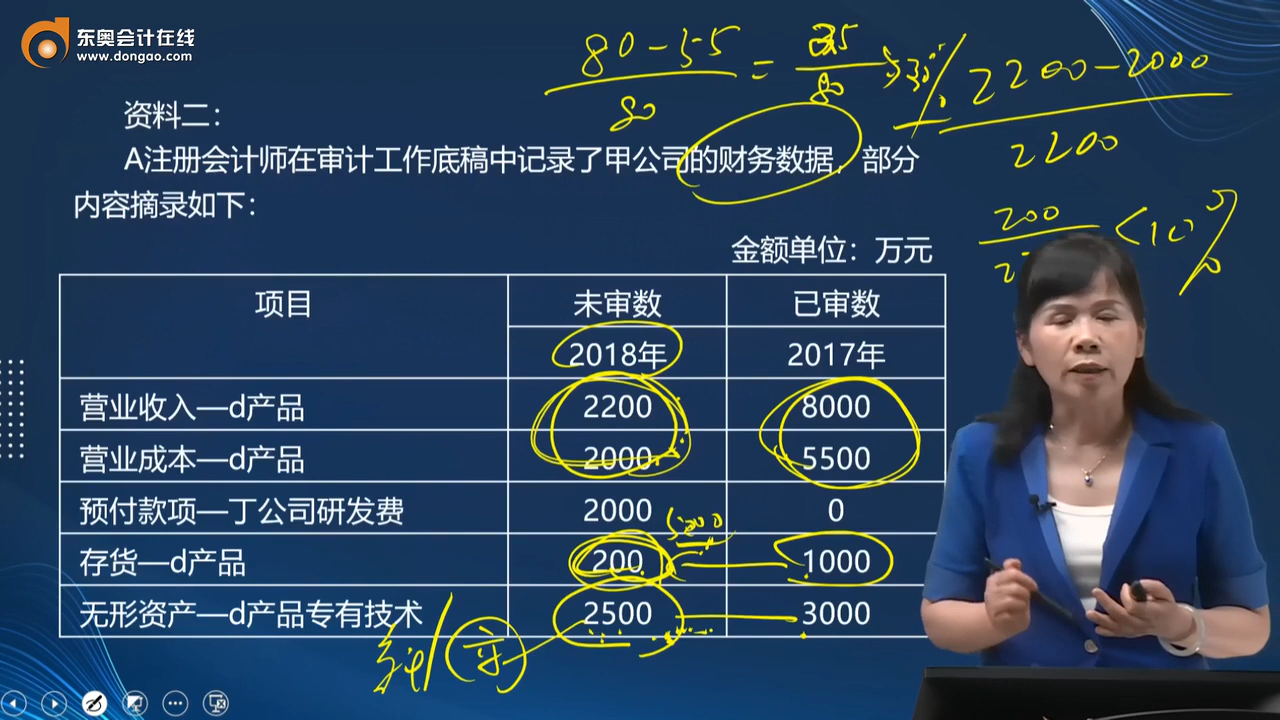 东奥会计在线
www.dongao.com
80-55
80
=
25
80
>30%
2200-2000
2200
资料二：
A注册会计师在审计工作底稿中记录了甲公司的财务数据，部分
内容摘录如下：
200
<10%
金额单位：万元
项目 未审数 已审数
2018年 2017年
营业收入—d产品 2200 8000
营业成本—d产品 2000 5500
预付款项—丁公司研发费 2000 0
存货—d产品 200 1000
无形资产—d产品专有技术 2500 3000